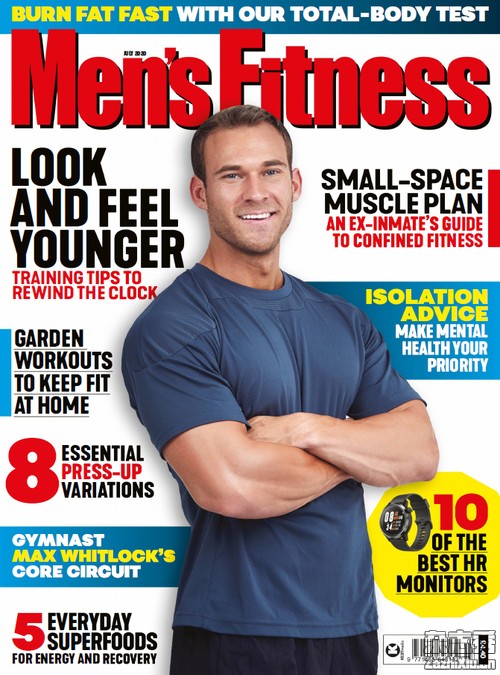 BURN FAT FAST WITH OUR TOTAL-BODY TEST
JULY 2020
Men's Fitness
LOOK
AND FEEL
YOUNGER
TRAINING TIPS TO
REWIND THE CLOCK
SMALL-SPACE
MUSCLE PLAN
AN EX-INMATE'S GUIDE
TO CONFINED FITNESS
ISOLATION
ADVICE
MAKE MENTAL
HEALTH YOUR
PRIORITY
GARDEN
WORKOUTS
TO KEEP FIT
AT HOME
8 ESSENTIAL
PRESS-UP
VARIATIONS
10
OF THE
BEST HR
MONITORS
GYMNAST
MAX WHITLOCK'S
CORE CIRCUIT
5 EVERYDAY
SUPERFOODS
FOR ENERGY AND RECOVERY